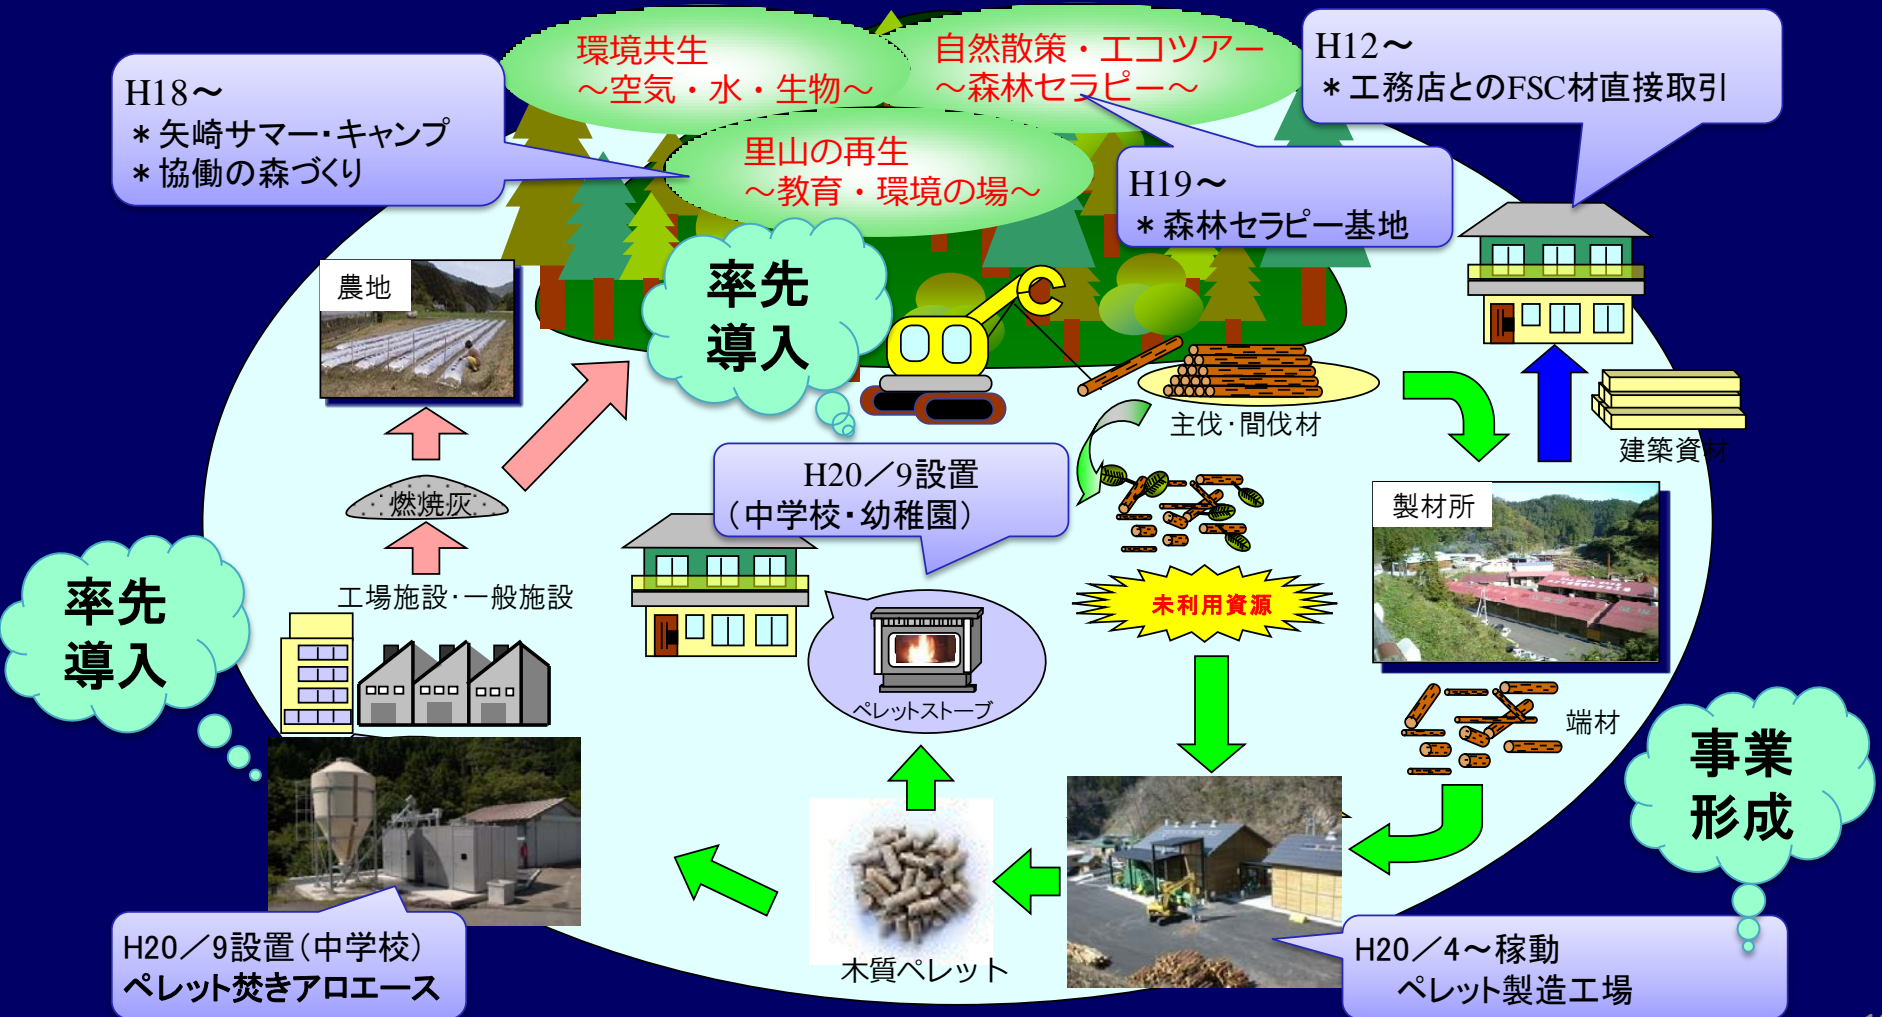 環境共生
～空気・水・生物～
自然散策・エコツアー
～森林セラピー～
里山の再生
～教育・環境の場～
H18～
＊矢崎サマー・キャンプ
＊協働の森づくり
H12～
＊工務店とのFSC材直接取引
H19～
＊森林セラピー基地
農地
率先
導入
主伐・間伐材
建築資材
H20／9設置
（中学校・幼稚園）
製材所
燃焼灰
工場施設・一般施設
率先
導入
未利用資源
ペレットストーブ
端材
事業
形成
木質ペレット
H20／9設置（中学校）
ペレット焚きアロエース
H20／4～稼動
ペレット製造工場